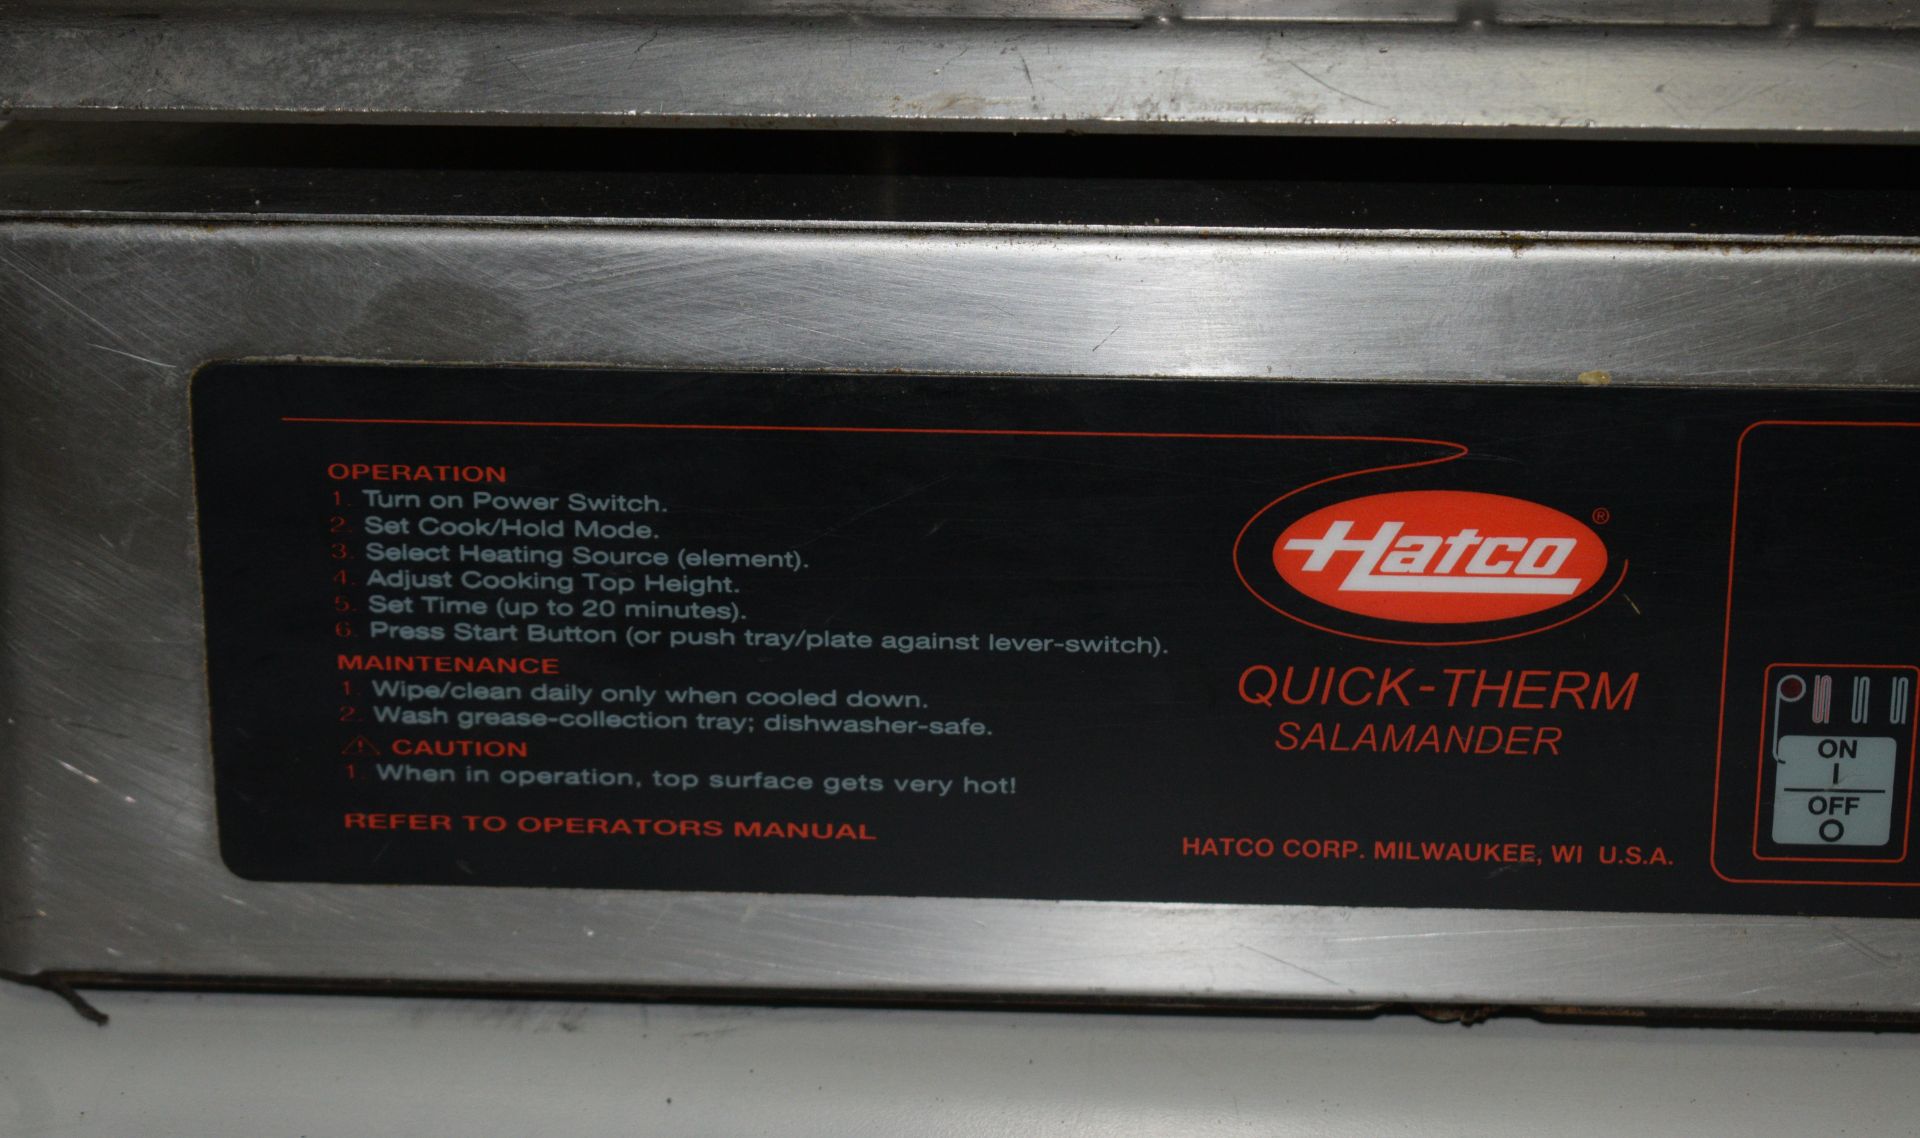 OPERATION
1. Turn on Power Switch.
2. Set Cook/Hold Mode.
3. Select Heating Source (element).
4. Adjust Cooking Top Height.
5. Set Time (up to 20 minutes).
6. Press Start Button (or push tray/plate against lever-switch).
MAINTENANCE
1. Wipe/clean daily only when cooled down.
2. Wash grease-collection tray; dishwasher-safe.
⚠ CAUTION
1. When in operation, top surface gets very hot!
REFER TO OPERATORS MANUAL
Hatco ®
QUICK-THERM
SALAMANDER
HATCO CORP. MILWAUKEE, WI U.S.A.
ON
I
OFF
O